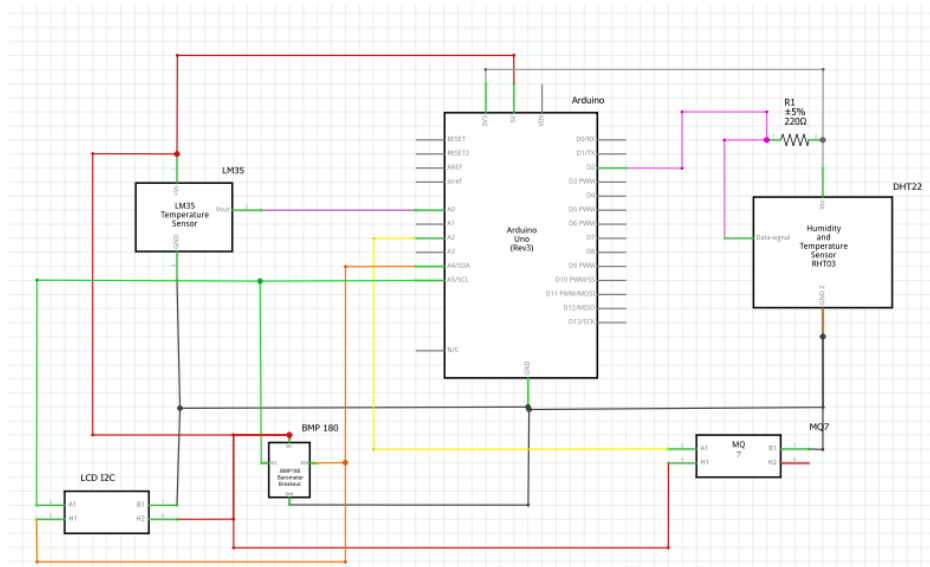 Arduino
R1
±5%
220Ω
3V3
5V
VIN
RESET
RESET2
AREF
ioref
A0
A1
A2
A3
A4/SDA
A5/SCL
N/C
D0/RX
D1/TX
D2
D3 PWM
D4
D5 PWM
D6 PWM
D7
D8
D9 PWM
D10 PWM/SS
D11 PWM/MOSI
D12/MISO
D13/SCK
GND
Arduino
Uno
(Rev3)
LM35
+Vs
LM35
Temperature
Sensor
Vout
GND
DHT22
Vcc
Data-signal
Humidity
and
Temperature
Sensor
RHT03
GND 2
BMP 180
BMP180
Barometer
Breakout
MQ7
A1
H1
MQ
7
B1
H2
LCD I2C
A1
H1
B1
H2